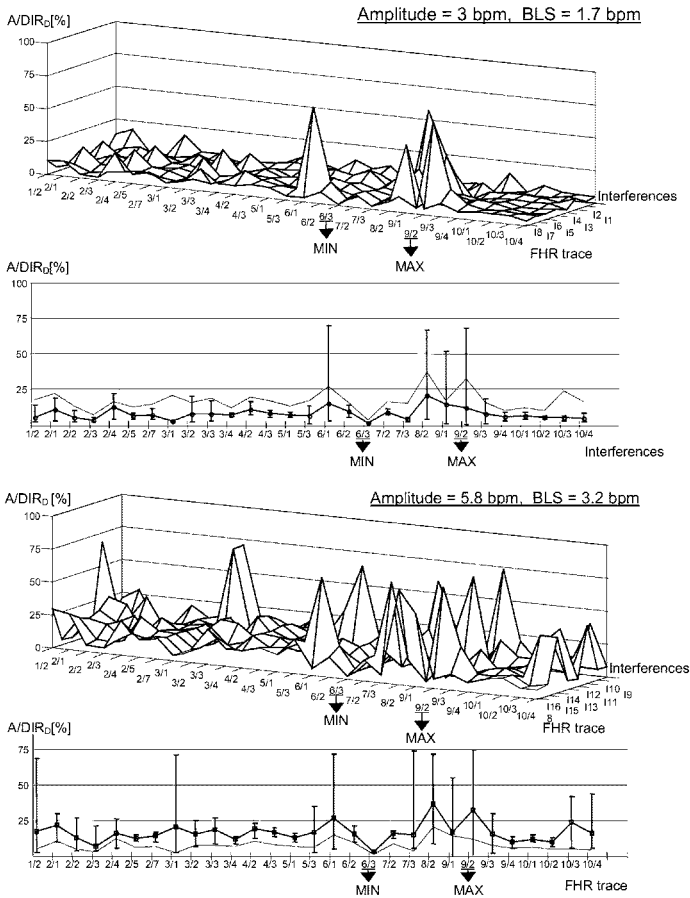 Amplitude = 3 bpm, BLS = 1.7 bpm
A/DIRD[%]
100
75
50
25
0
1/2 2/1 2/2 2/3 2/4 2/5 2/7 3/1 3/2 3/3 3/4 4/2 4/3 5/1 5/3 6/1 6/2 6/3 7/2 7/3 8/2 9/1 9/2 9/3 9/4 10/1 10/2 10/3 10/4
Interferences
I8 I7 I6 I5 I4 I3 I2 I1
FHR trace
MIN
MAX
A/DIRD[%]
100
75
50
25
1/2 2/1 2/2 2/3 2/4 2/5 2/7 3/1 3/2 3/3 3/4 4/2 4/3 5/1 5/3 6/1 6/2 6/3 7/2 7/3 8/2 9/1 9/2 9/3 9/4 10/1 10/2 10/3 10/4
MIN
MAX
Interferences
Amplitude = 5.8 bpm, BLS = 3.2 bpm
A/DIRD[%]
100
75
50
25
0
1/2 2/1 2/2 2/3 2/4 2/5 2/7 3/1 3/2 3/3 3/4 4/2 4/3 5/1 5/3 6/1 6/2 6/3 7/2 7/3 8/2 9/1 9/2 9/3 9/4 10/1 10/2 10/3 10/4
Interferences
I16 I15 I14 I13 I12 I11 I10 I9
8
FHR trace
MIN
MAX
A/DIRD[%]
75
50
25
1/2 2/1 2/2 2/3 2/4 2/5 2/7 3/1 3/2 3/3 3/4 4/2 4/3 5/1 5/3 6/1 6/2 6/3 7/2 7/3 8/2 9/1 9/2 9/3 9/4 10/1 10/2 10/3 10/4
MIN
MAX
FHR trace